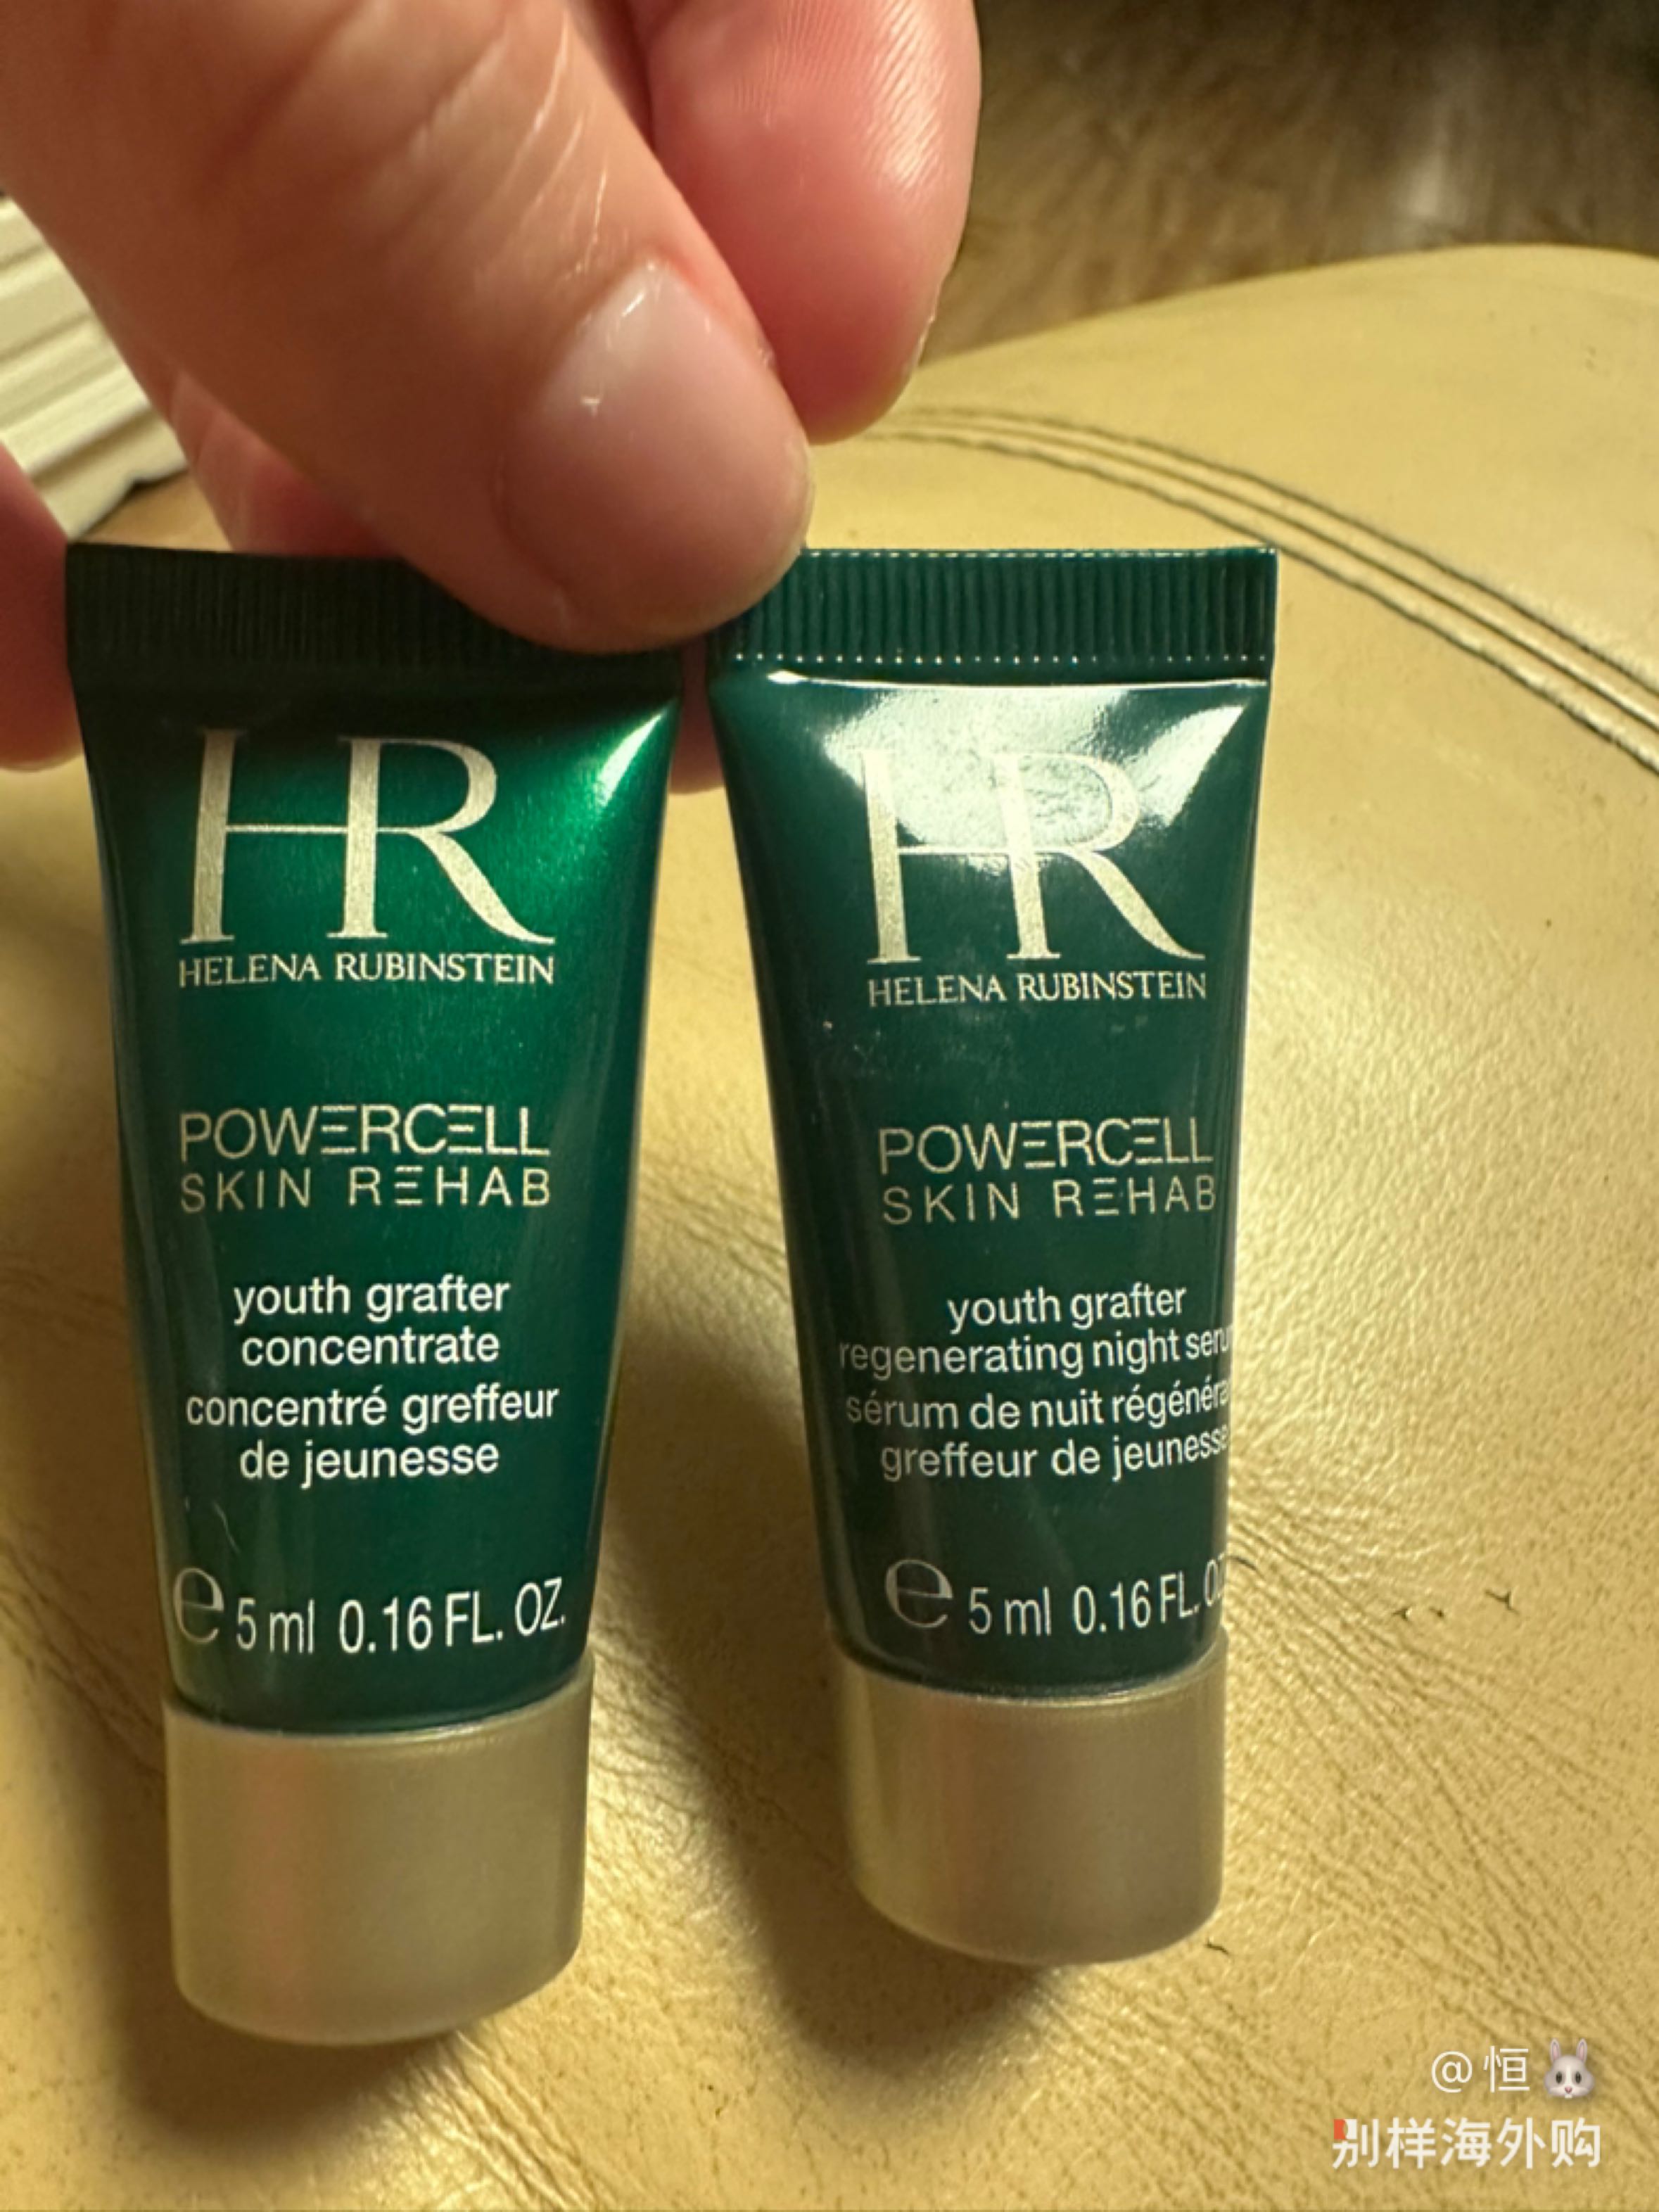 HR
HELENA RUBINSTEIN
POWERCELL
SKIN REHAB
youth grafter
concentrate
concentré greffeur
de jeunesse
e 5 ml 0.16 FL. OZ.
HR
HELENA RUBINSTEIN
POWERCELL
SKIN REHAB
youth grafter
regenerating night
sérum de nuit
greffeur de jeunesse
e 5 ml 0.16 FL. OZ
@恒🐰
别样海外购